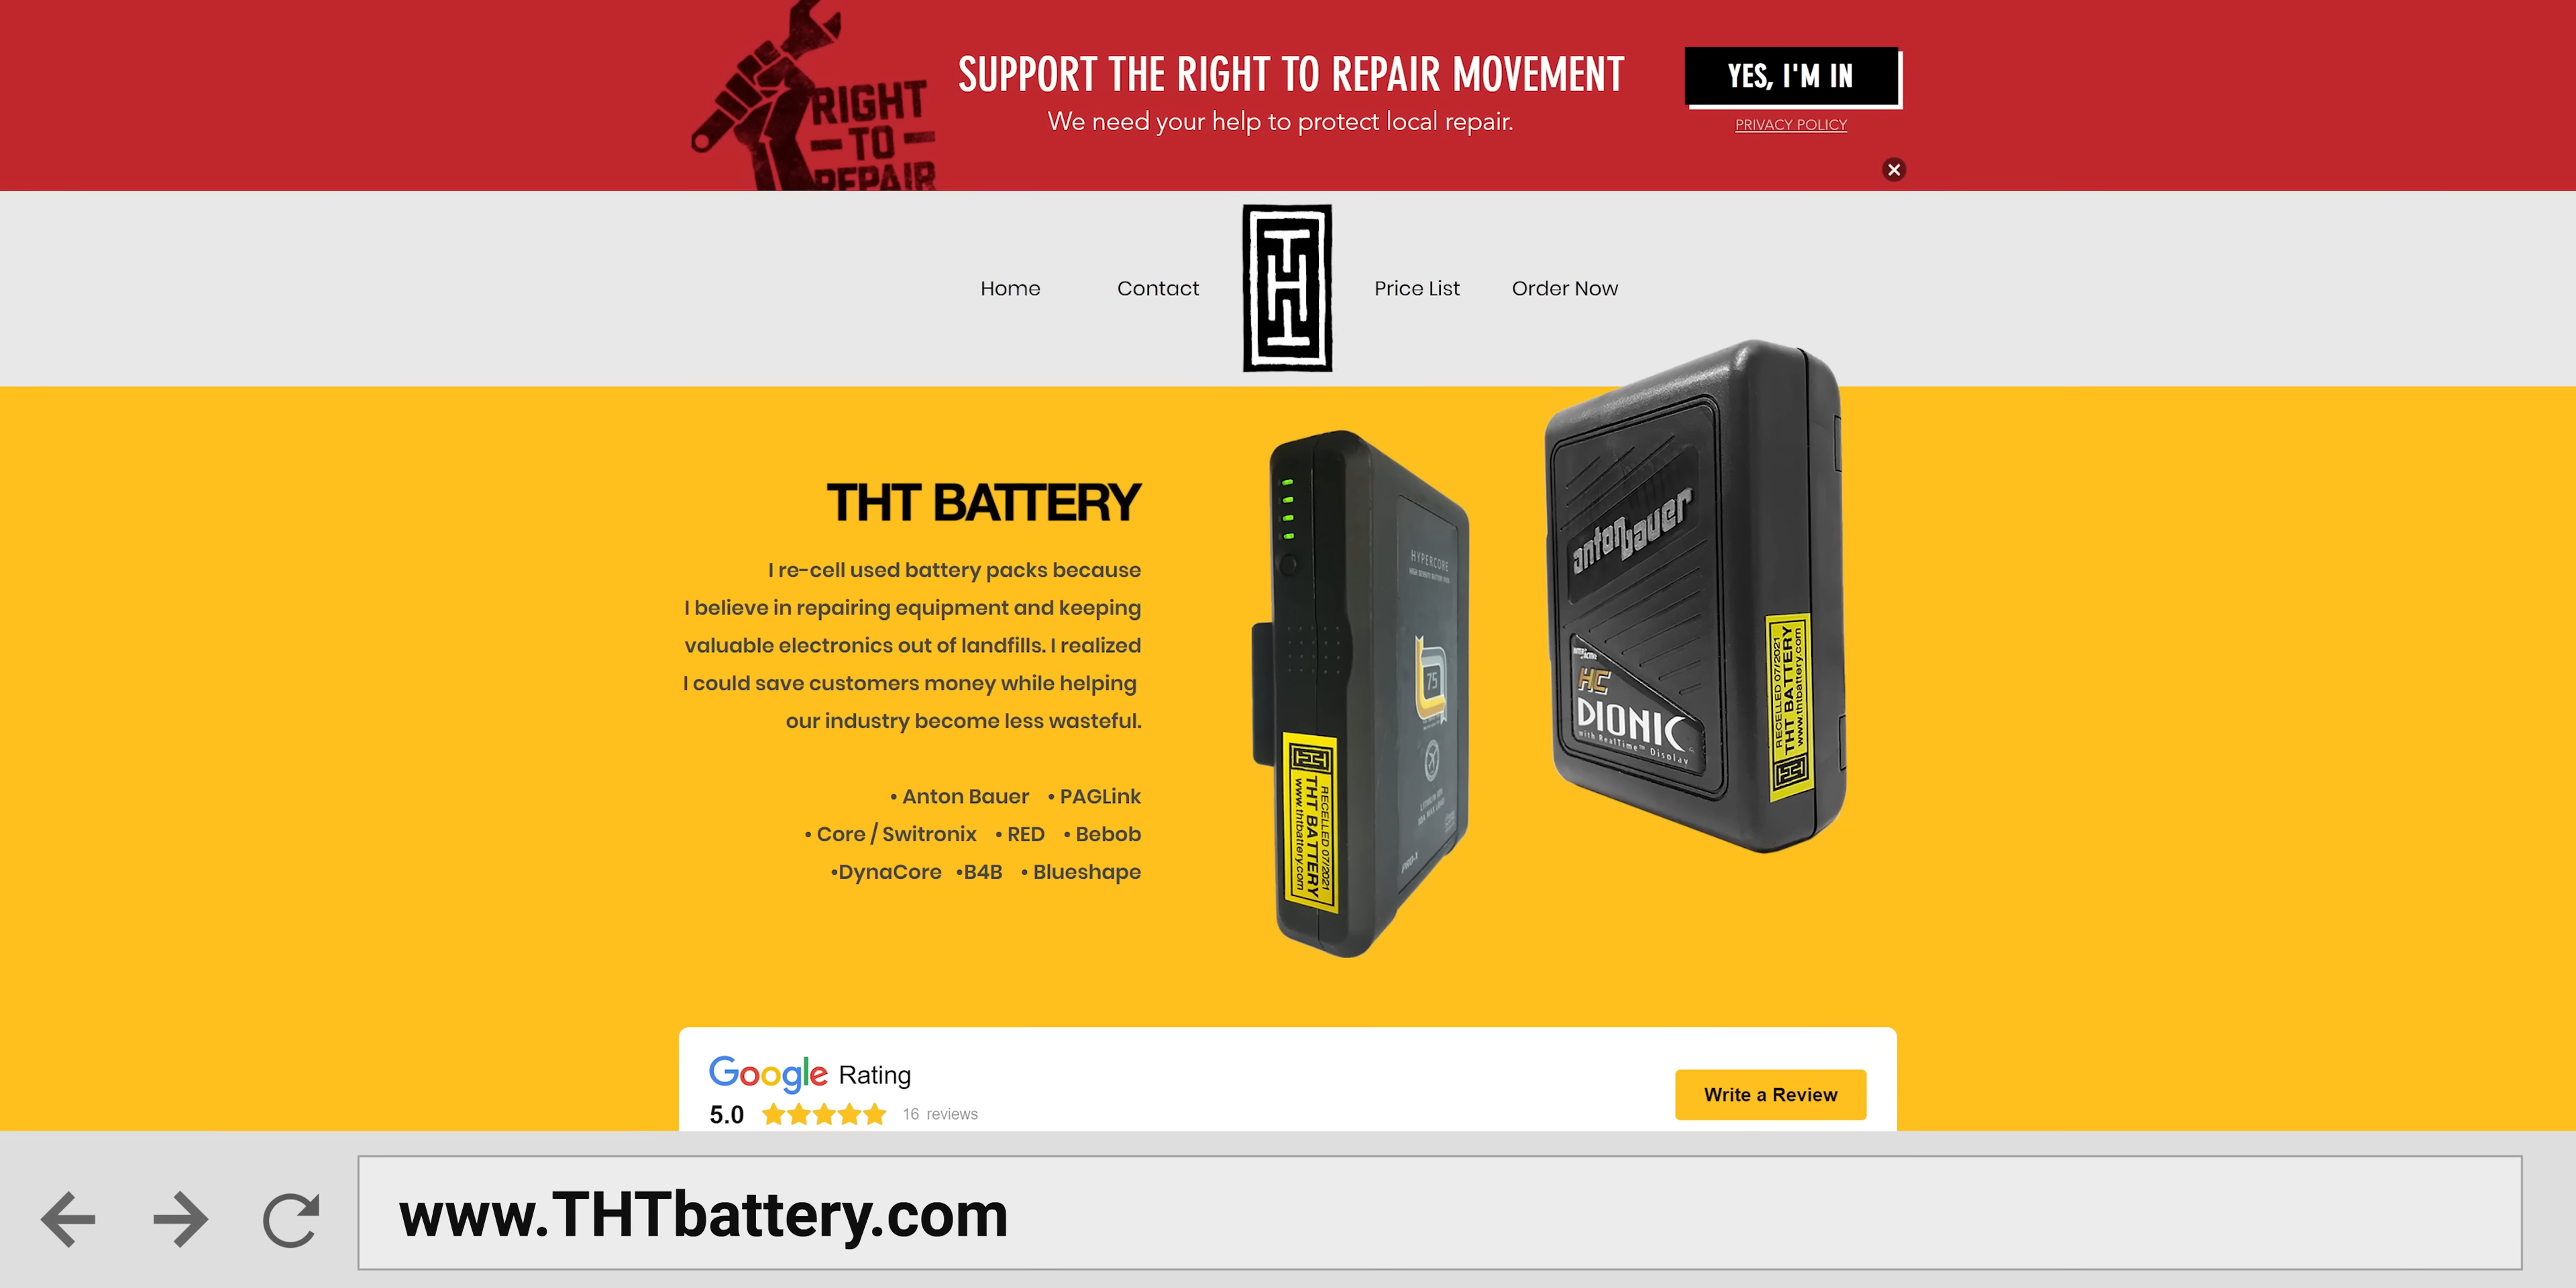 RIGHT
TO
REPAIR
SUPPORT THE RIGHT TO REPAIR MOVEMENT
We need your help to protect local repair.
YES, I'M IN
PRIVACY POLICY
Home
Contact
THT
Price List
Order Now
THT BATTERY
I re-cell used battery packs because
I believe in repairing equipment and keeping
valuable electronics out of landfills. I realized
I could save customers money while helping
our industry become less wasteful.
• Anton Bauer • PAGLink
• Core / Switronix • RED • Bebob
•DynaCore •B4B • Blueshape
HYPERCORE
75
RECELLED 07/2021
THT BATTERY
www.thtbattery.com
anton bauer
HC
DIONIC
with RealTime™ Display
RECELLED 07/2021
THT BATTERY
www.thtbattery.com
Google Rating
5.0 16 reviews
Write a Review
www.THTbattery.com